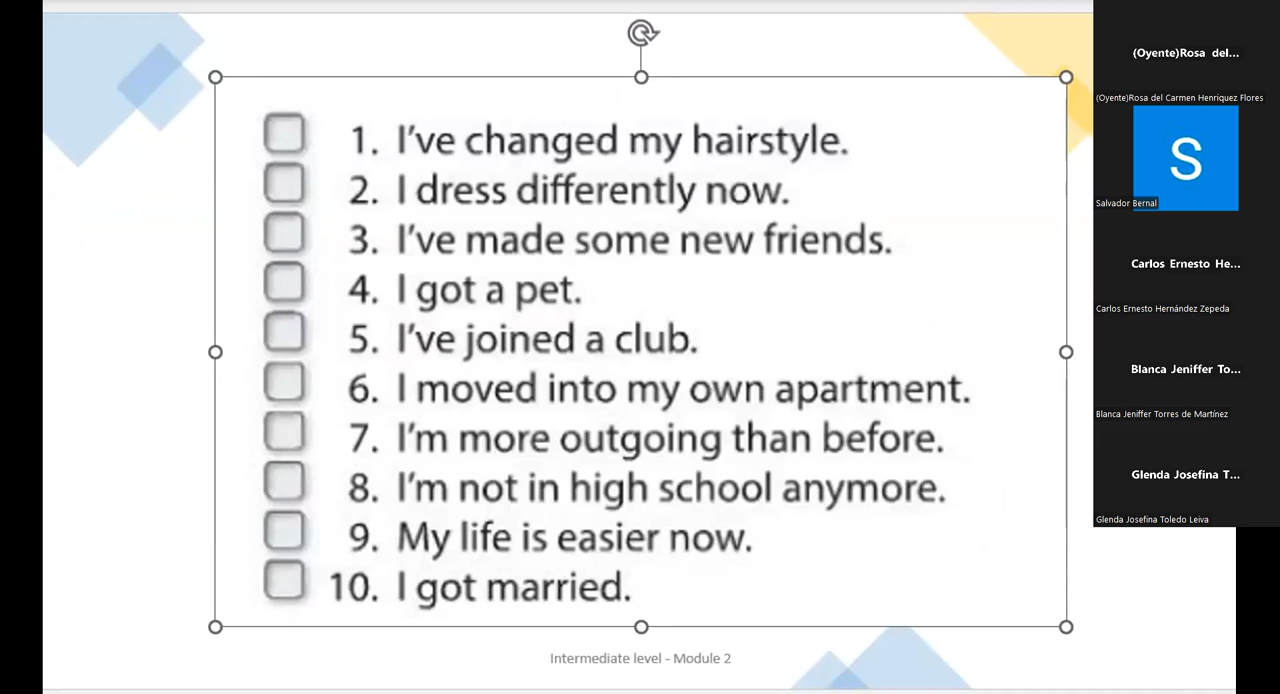 1. I've changed my hairstyle.
2. I dress differently now.
3. I've made some new friends.
4. I got a pet.
5. I've joined a club.
6. I moved into my own apartment.
7. I'm more outgoing than before.
8. I'm not in high school anymore.
9. My life is easier now.
10. I got married.
Intermediate level - Module 2
(Oyente)Rosa del...
(Oyente)Rosa del Carmen Henriquez Flores
S
Salvador Bernal
Carlos Ernesto He...
Carlos Ernesto Hernández Zepeda
Blanca Jeniffer To...
Blanca Jeniffer Torres de Martínez
Glenda Josefina T...
Glenda Josefina Toledo Leiva